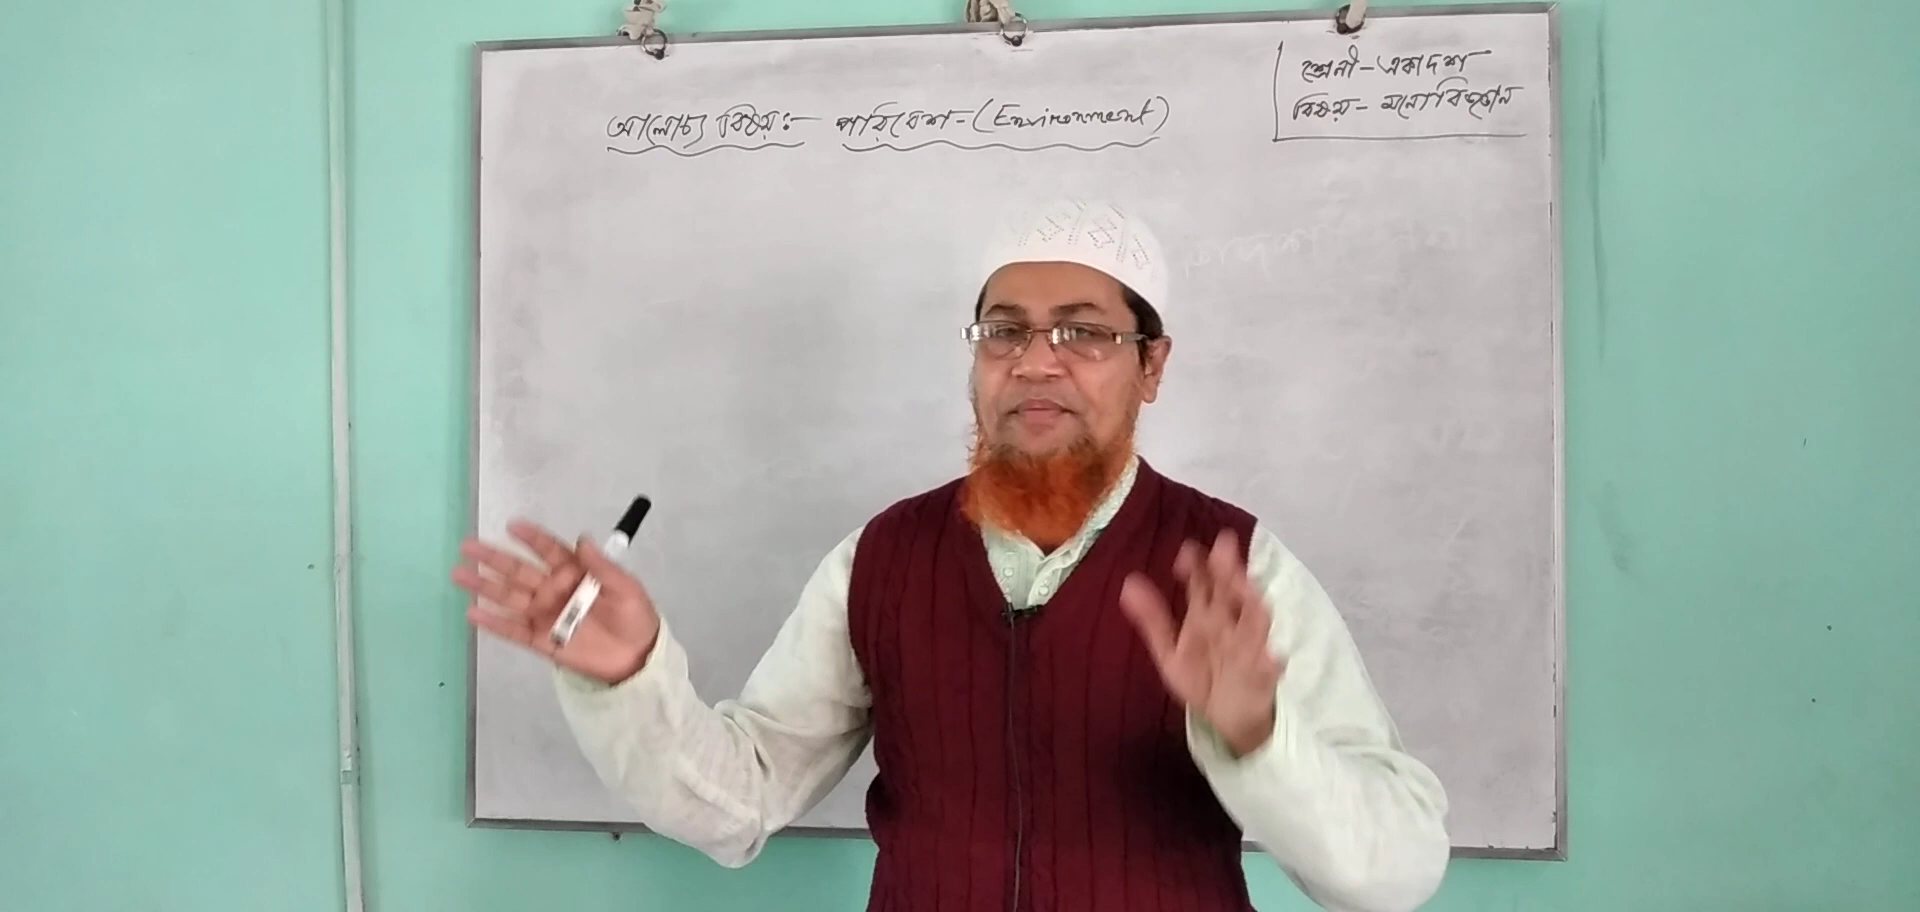 আলোচ্য বিষয়ঃ- পরিবেশ-(Environment)
শ্রেনী-একাদশ
বিষয়- মনোবিজ্ঞান